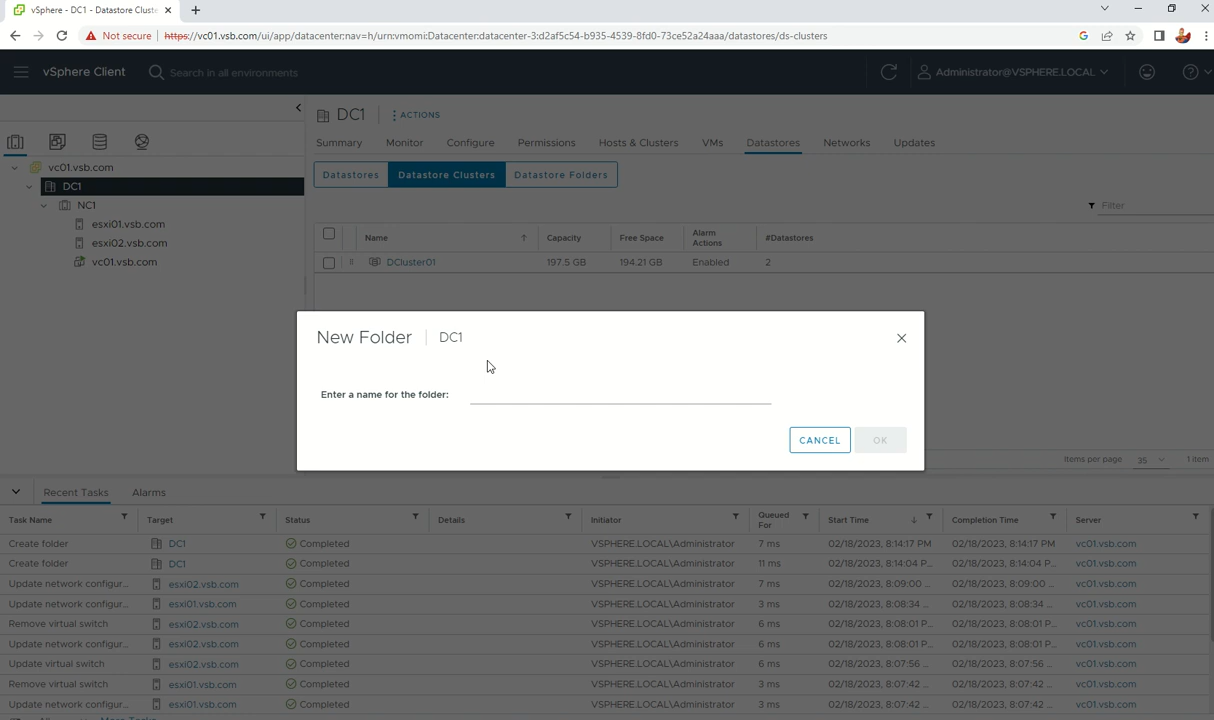 vSphere - DC1 - Datastore Cluste
Not secure https://vc01.vsb.com/ui/app/datacenter;nav=h/urn:vmomi:Datacenter:datacenter-3:d2af5c54-b935-4539-8fd0-73ce52a24aaa/datastores/ds-clusters
vSphere Client Search in all environments Administrator@VSPHERE.LOCAL
DC1 ACTIONS
Summary Monitor Configure Permissions Hosts & Clusters VMs Datastores Networks Updates
vc01.vsb.com
DC1
NC1
esxi01.vsb.com
esxi02.vsb.com
vc01.vsb.com
Datastores Datastore Clusters Datastore Folders
Filter
Name Capacity Free Space Alarm Actions #Datastores
DCluster01 197.5 GB 194.21 GB Enabled 2
New Folder DC1
Enter a name for the folder:
CANCEL OK
Items per page 35 1 item
Recent Tasks Alarms
Task Name Target Status Details Initiator Queued For Start Time Completion Time Server
Create folder DC1 Completed VSPHERE.LOCAL\Administrator 7 ms 02/18/2023, 8:14:17 PM 02/18/2023, 8:14:17 PM vc01.vsb.com
Create folder DC1 Completed VSPHERE.LOCAL\Administrator 11 ms 02/18/2023, 8:14:04 P... 02/18/2023, 8:14:04 P... vc01.vsb.com
Update network configur... esxi02.vsb.com Completed VSPHERE.LOCAL\Administrator 7 ms 02/18/2023, 8:09:00 ... 02/18/2023, 8:09:00 ... vc01.vsb.com
Update network configur... esxi01.vsb.com Completed VSPHERE.LOCAL\Administrator 3 ms 02/18/2023, 8:08:34 ... 02/18/2023, 8:08:34 ... vc01.vsb.com
Remove virtual switch esxi02.vsb.com Completed VSPHERE.LOCAL\Administrator 6 ms 02/18/2023, 8:08:01 P... 02/18/2023, 8:08:01 P... vc01.vsb.com
Update network configur... esxi02.vsb.com Completed VSPHERE.LOCAL\Administrator 6 ms 02/18/2023, 8:08:01 P... 02/18/2023, 8:08:01 P... vc01.vsb.com
Update virtual switch esxi02.vsb.com Completed VSPHERE.LOCAL\Administrator 6 ms 02/18/2023, 8:07:56 ... 02/18/2023, 8:07:56 ... vc01.vsb.com
Remove virtual switch esxi01.vsb.com Completed VSPHERE.LOCAL\Administrator 3 ms 02/18/2023, 8:07:42 ... 02/18/2023, 8:07:42 ... vc01.vsb.com
Update network configur... esxi01.vsb.com Completed VSPHERE.LOCAL\Administrator 3 ms 02/18/2023, 8:07:42 ... 02/18/2023, 8:07:42 ... vc01.vsb.com